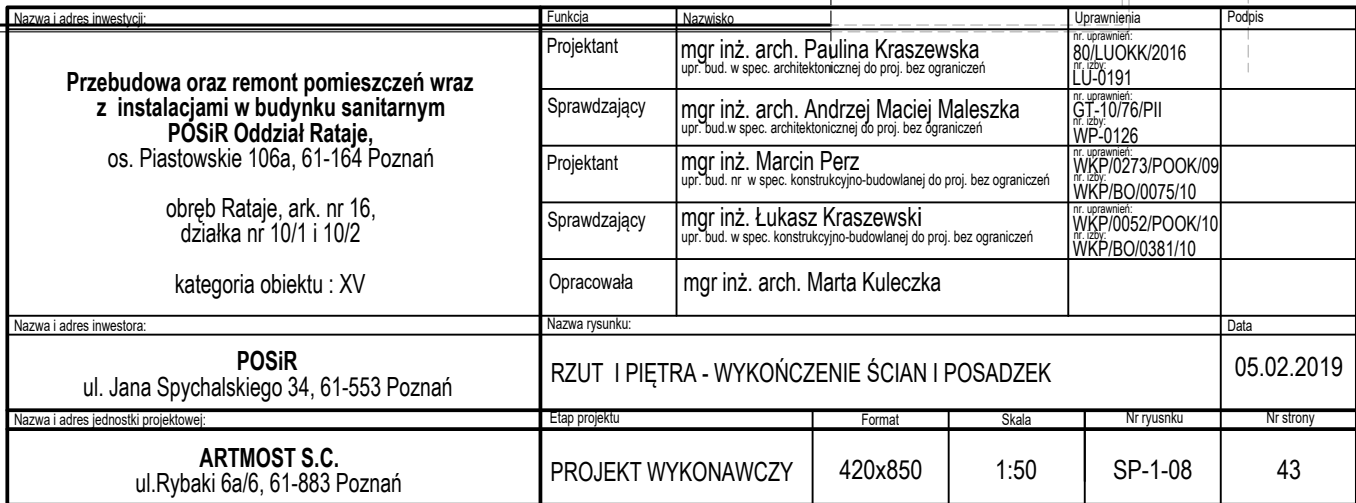 Nazwa i adres inwestycji:
Przebudowa oraz remont pomieszczeń wraz
z instalacjami w budynku sanitarnym
POSiR Oddział Rataje,
os. Piastowskie 106a, 61-164 Poznań
obręb Rataje, ark. nr 16,
działka nr 10/1 i 10/2
kategoria obiektu : XV
Funkcja Nazwisko Uprawnienia Podpis
Projektant mgr inż. arch. Paulina Kraszewska
upr. bud. w spec. architektonicznej do proj. bez ograniczeń
nr. uprawnień:
80/LUOKK/2016
nr. izby:
LU-0191
Sprawdzający mgr inż. arch. Andrzej Maciej Maleszka
upr. bud.w spec. architektonicznej do proj. bez ograniczeń
nr. uprawnień:
GT-10/76/PII
nr. izby:
WP-0126
Projektant mgr inż. Marcin Perz
upr. bud. nr w spec. konstrukcyjno-budowlanej do proj. bez ograniczeń
nr. uprawnień:
WKP/0273/POOK/09
nr. izby:
WKP/BO/0075/10
Sprawdzający mgr inż. Łukasz Kraszewski
upr. bud. w spec. konstrukcyjno-budowlanej do proj. bez ograniczeń
nr. uprawnień:
WKP/0052/POOK/10
nr. izby:
WKP/BO/0381/10
Opracowała mgr inż. arch. Marta Kuleczka
Nazwa i adres inwestora:
POSiR
ul. Jana Spychalskiego 34, 61-553 Poznań
Nazwa rysunku:
RZUT I PIĘTRA - WYKOŃCZENIE ŚCIAN I POSADZEK
Data
05.02.2019
Nazwa i adres jednostki projektowej:
ARTMOST S.C.
ul.Rybaki 6a/6, 61-883 Poznań
Etap projektu Format Skala Nr ryusnku Nr strony
PROJEKT WYKONAWCZY 420x850 1:50 SP-1-08 43